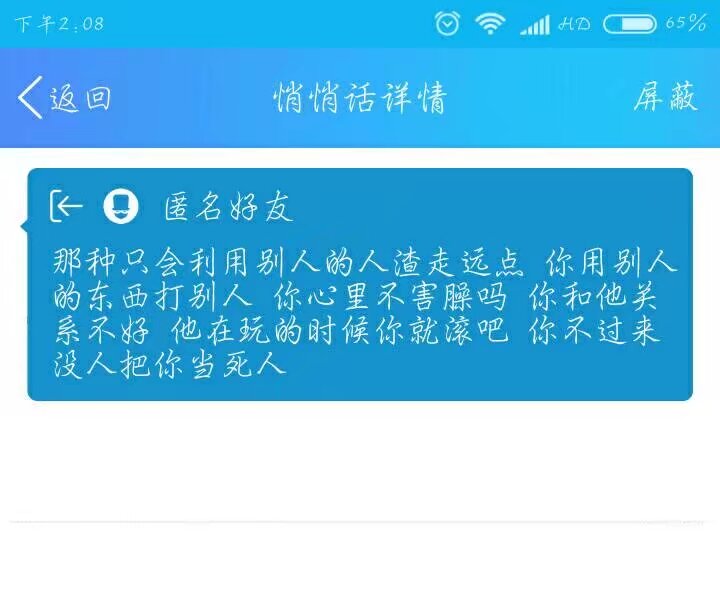 下午2:08 HD 65%
返回 悄悄话详情 屏蔽
匿名好友
那种只会利用别人的人渣走远点 你用别人
的东西打别人 你心里不害臊吗 你和他关
系不好 他在玩的时候你就滚吧 你不过来
没人把你当死人